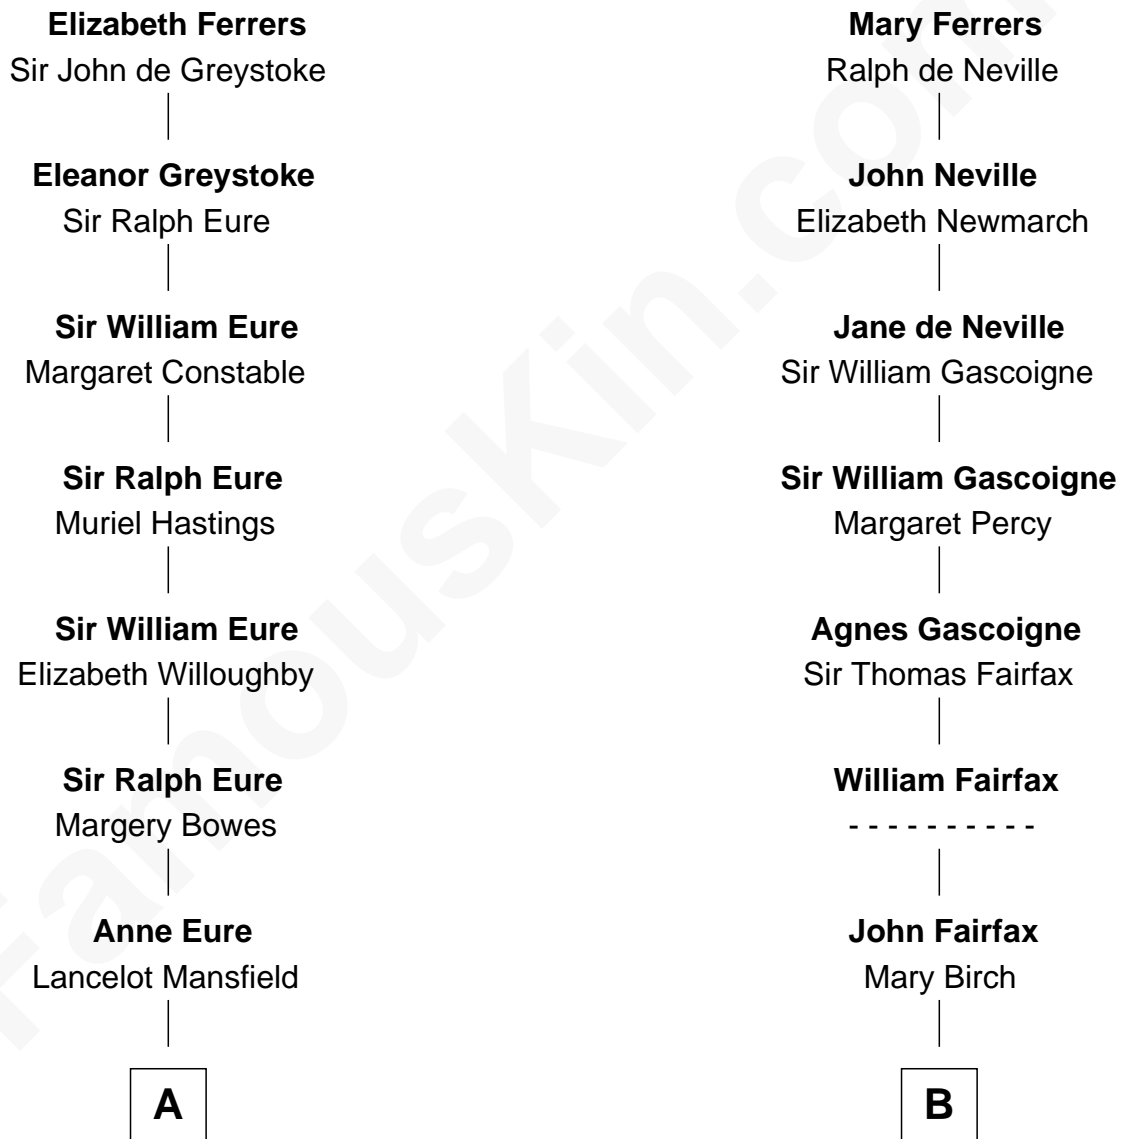 Elizabeth Ferrers
Sir John de Greystoke
Eleanor Greystoke
Sir Ralph Eure
Sir William Eure
Margaret Constable
Sir Ralph Eure
Muriel Hastings
Sir William Eure
Elizabeth Willoughby
Sir Ralph Eure
Margery Bowes
Anne Eure
Lancelot Mansfield
A
Mary Ferrers
Ralph de Neville
John Neville
Elizabeth Newmarch
Jane de Neville
Sir William Gascoigne
Sir William Gascoigne
Margaret Percy
Agnes Gascoigne
Sir Thomas Fairfax
William Fairfax
- - - - - - - - - -
John Fairfax
Mary Birch
B
FamousKin.com